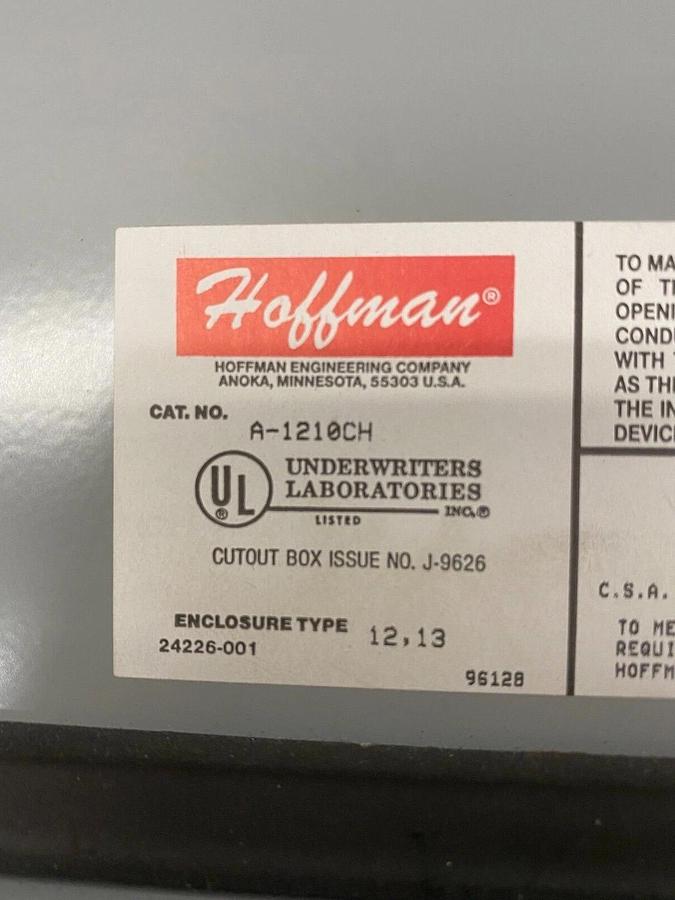 Hoffman®
HOFFMAN ENGINEERING COMPANY
ANOKA, MINNESOTA, 55303 U.S.A.
CAT. NO.
A-1210CH
UL®
UNDERWRITERS
LABORATORIES
INC.®
LISTED
CUTOUT BOX ISSUE NO. J-9626
ENCLOSURE TYPE 12,13
24226-001
96128
TO MA
OF
OPENI
COND
WITH
AS TH
THE IN
DEVIC
C.S.A.
TO ME
REQUI
HOFFM